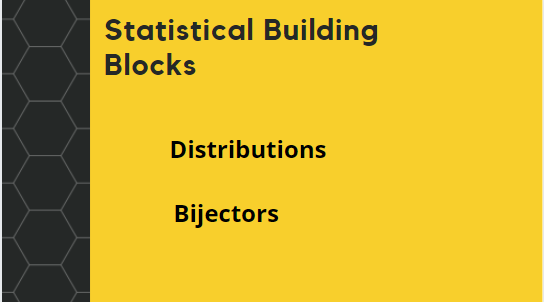 Statistical Building
Blocks
Distributions
Bijectors